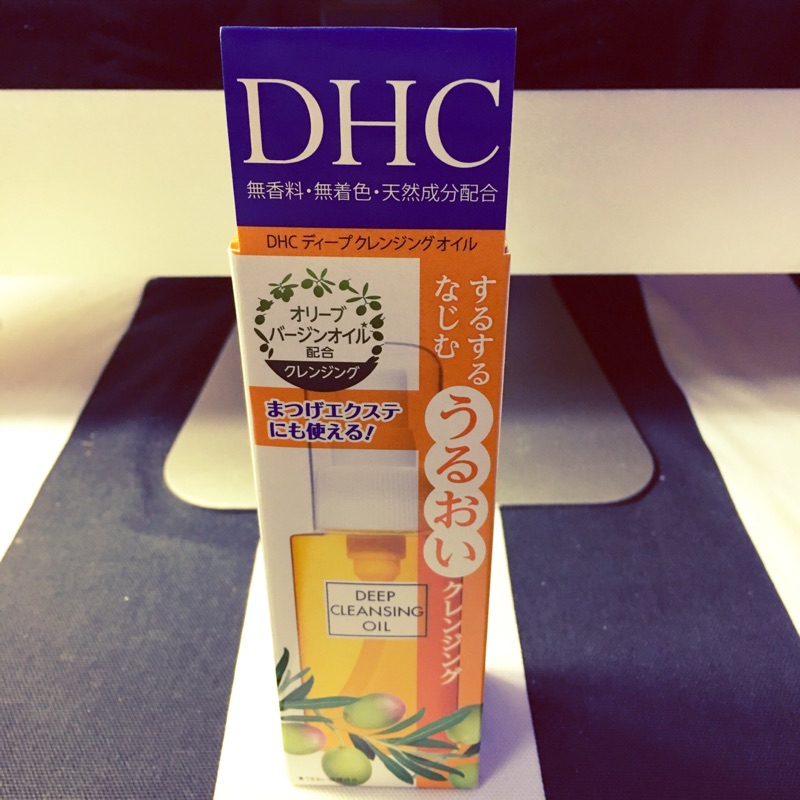 DHC
無香料・無着色・天然成分配合
DHC ディープクレンジングオイル
オリーブ
バージンオイル
配合
クレンジング
まつげエクステ
にも使える!
するする
なじむ
うるおい
クレンジング
DEEP
CLEANSING
OIL